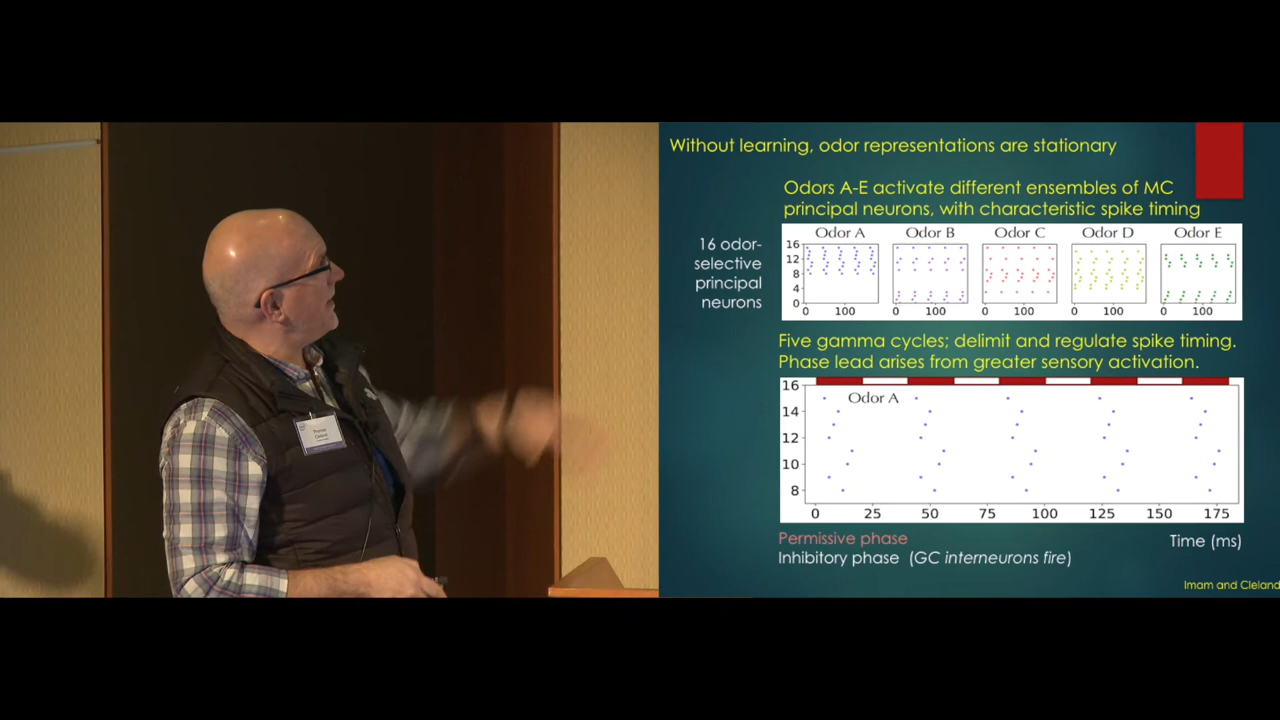 Without learning, odor representations are stationary
Odors A-E activate different ensembles of MC
principal neurons, with characteristic spike timing
16 odor-
selective
principal
neurons
Odor A Odor B Odor C Odor D Odor E
16
12
8
4
0
0 100 0 100 0 100 0 100 0 100
Five gamma cycles; delimit and regulate spike timing.
Phase lead arises from greater sensory activation.
Odor A
16
14
12
10
8
0 25 50 75 100 125 150 175
Permissive phase
Time (ms)
Inhibitory phase (GC interneurons fire)
Imam and Cleland
Thomas
Cleland